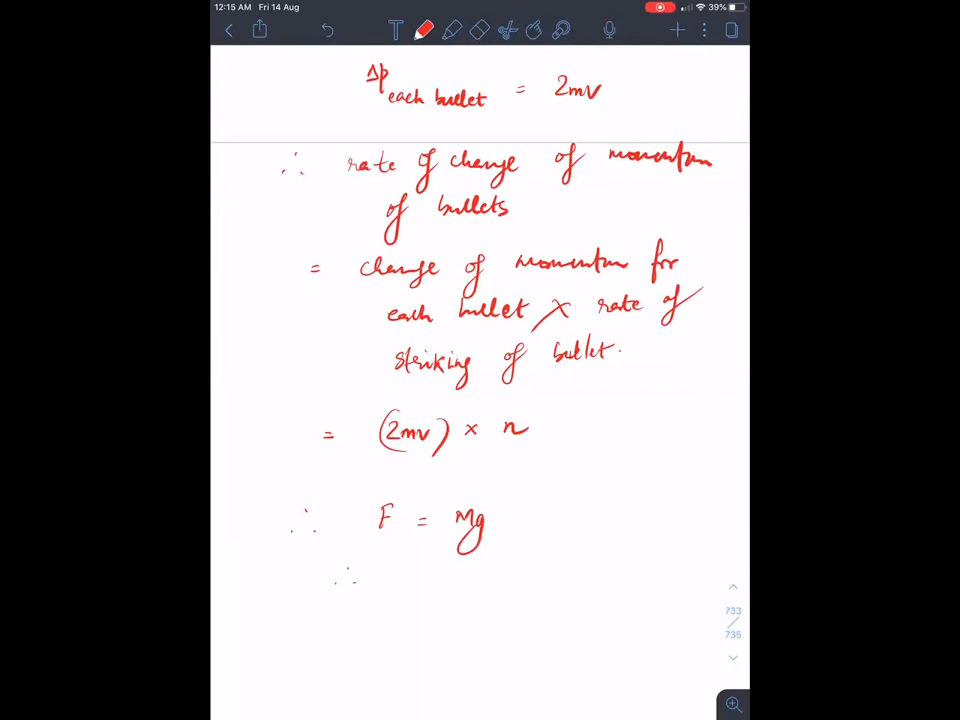 12:15 AM Fri 14 Aug 39%
T
Δp each bullet = 2mv
∴ rate of change of momentum
of bullets
= change of momentum for
each bullet × rate of
striking of bullet.
= (2mv) × n
∴ F = Mg
∴
733
735